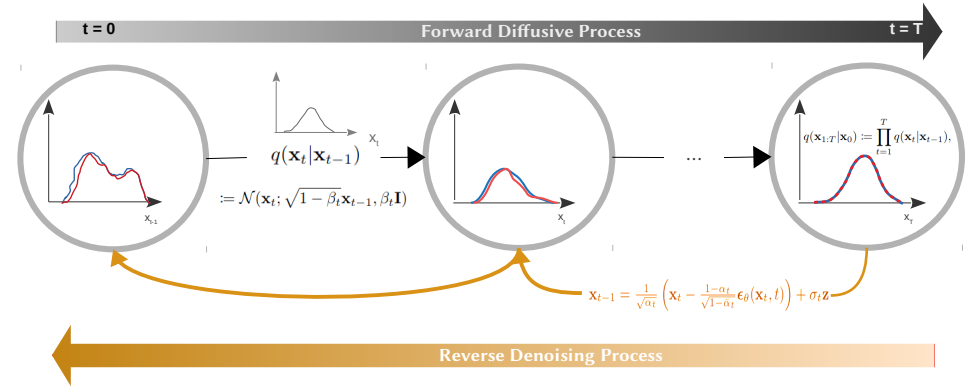 t = 0
Forward Diffusive Process
t = T
x_t
q(x_t|x_{t-1})
:= N(x_t; √(1 − β_t) x_{t-1}, β_t I)
...
q(x_{1:T}|x_0) := ∏_{t=1}^{T} q(x_t|x_{t-1}),
X_{t-1}
X_t
X_T
x_{t-1} = 1/√α_t (x_t − (1−α_t)/√(1−ᾱ_t) ε_θ(x_t, t)) + σ_t z
Reverse Denoising Process